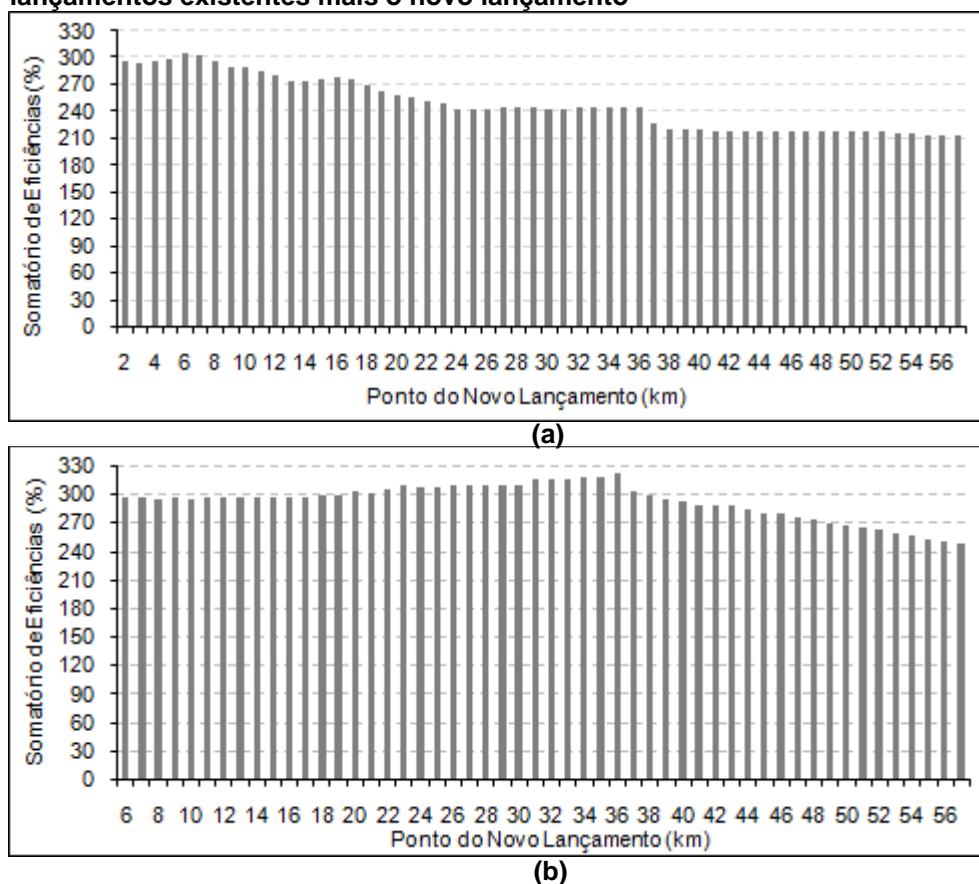 lançamentos existentes mais o novo lançamento
Somatório de Eficiências (%)
330
300
270
240
210
180
150
120
90
60
30
0
2 4 6 8 10 12 14 16 18 20 22 24 26 28 30 32 34 36 38 40 42 44 46 48 50 52 54 56
Ponto do Novo Lançamento (km)
(a)
Somatório de Eficiências (%)
330
300
270
240
210
180
150
120
90
60
30
0
6 8 10 12 14 16 18 20 22 24 26 28 30 32 34 36 38 40 42 44 46 48 50 52 54 56
Ponto do Novo Lançamento (km)
(b)